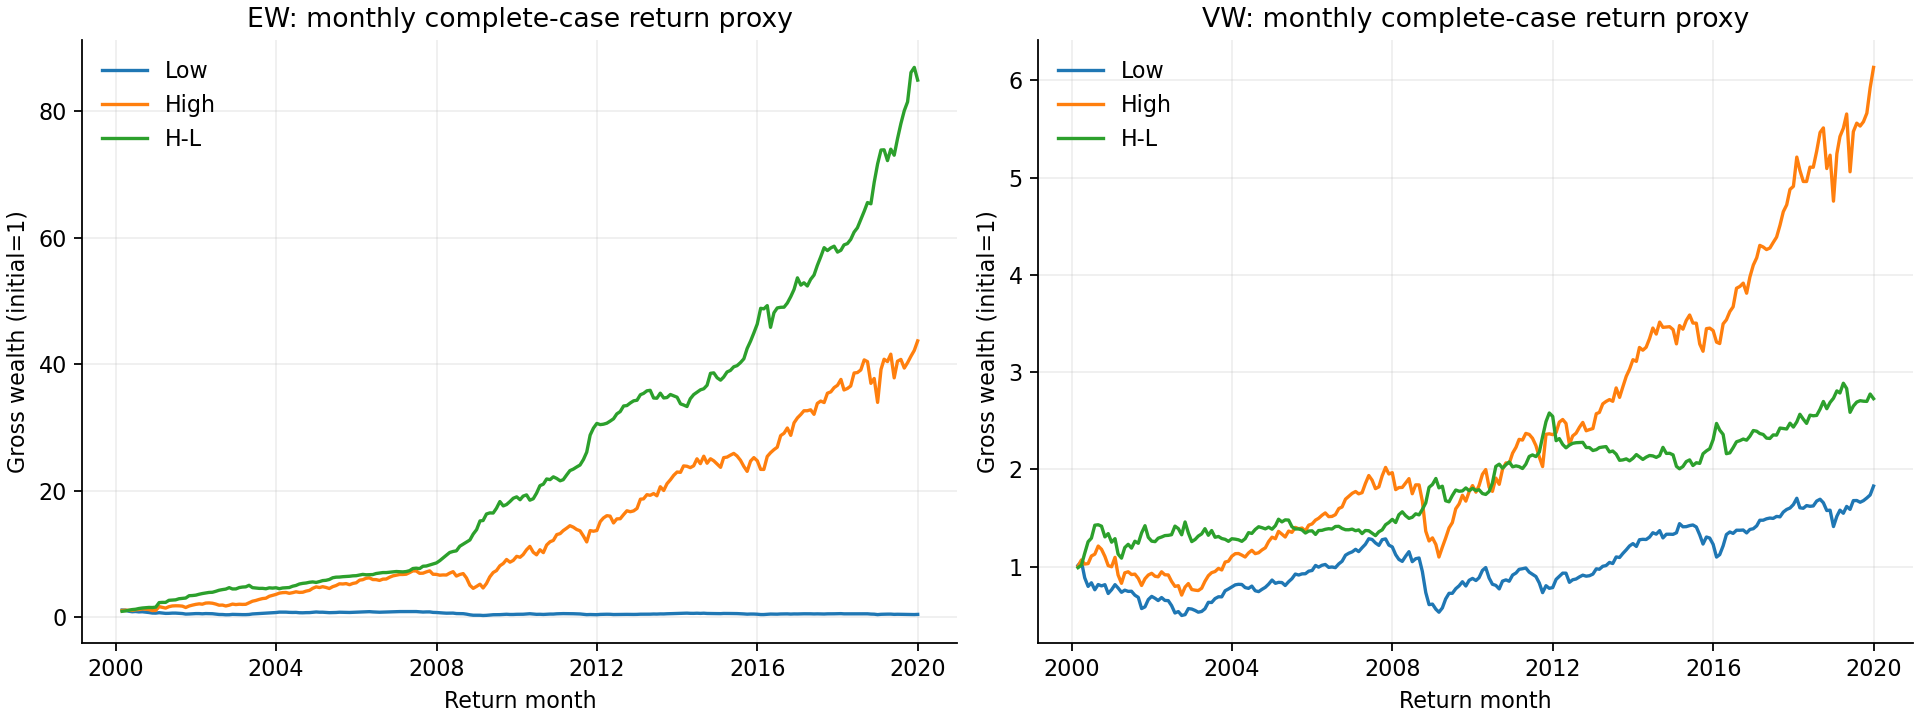 EW: monthly complete-case return proxy
Low
High
H-L
80
60
40
20
0
Gross wealth (initial=1)
2000 2004 2008 2012 2016 2020
Return month
VW: monthly complete-case return proxy
Low
High
H-L
6
5
4
3
2
1
Gross wealth (initial=1)
2000 2004 2008 2012 2016 2020
Return month